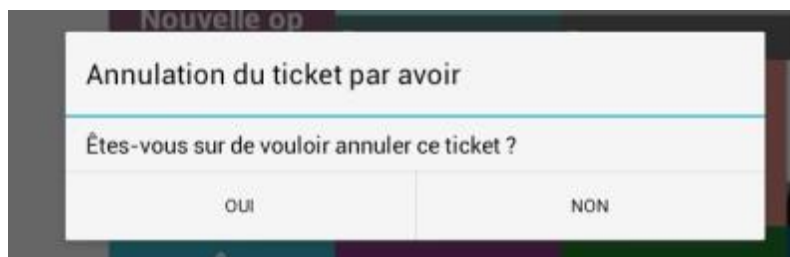 Nouvelle op
Annulation du ticket par avoir
Êtes-vous sur de vouloir annuler ce ticket ?
OUI
NON